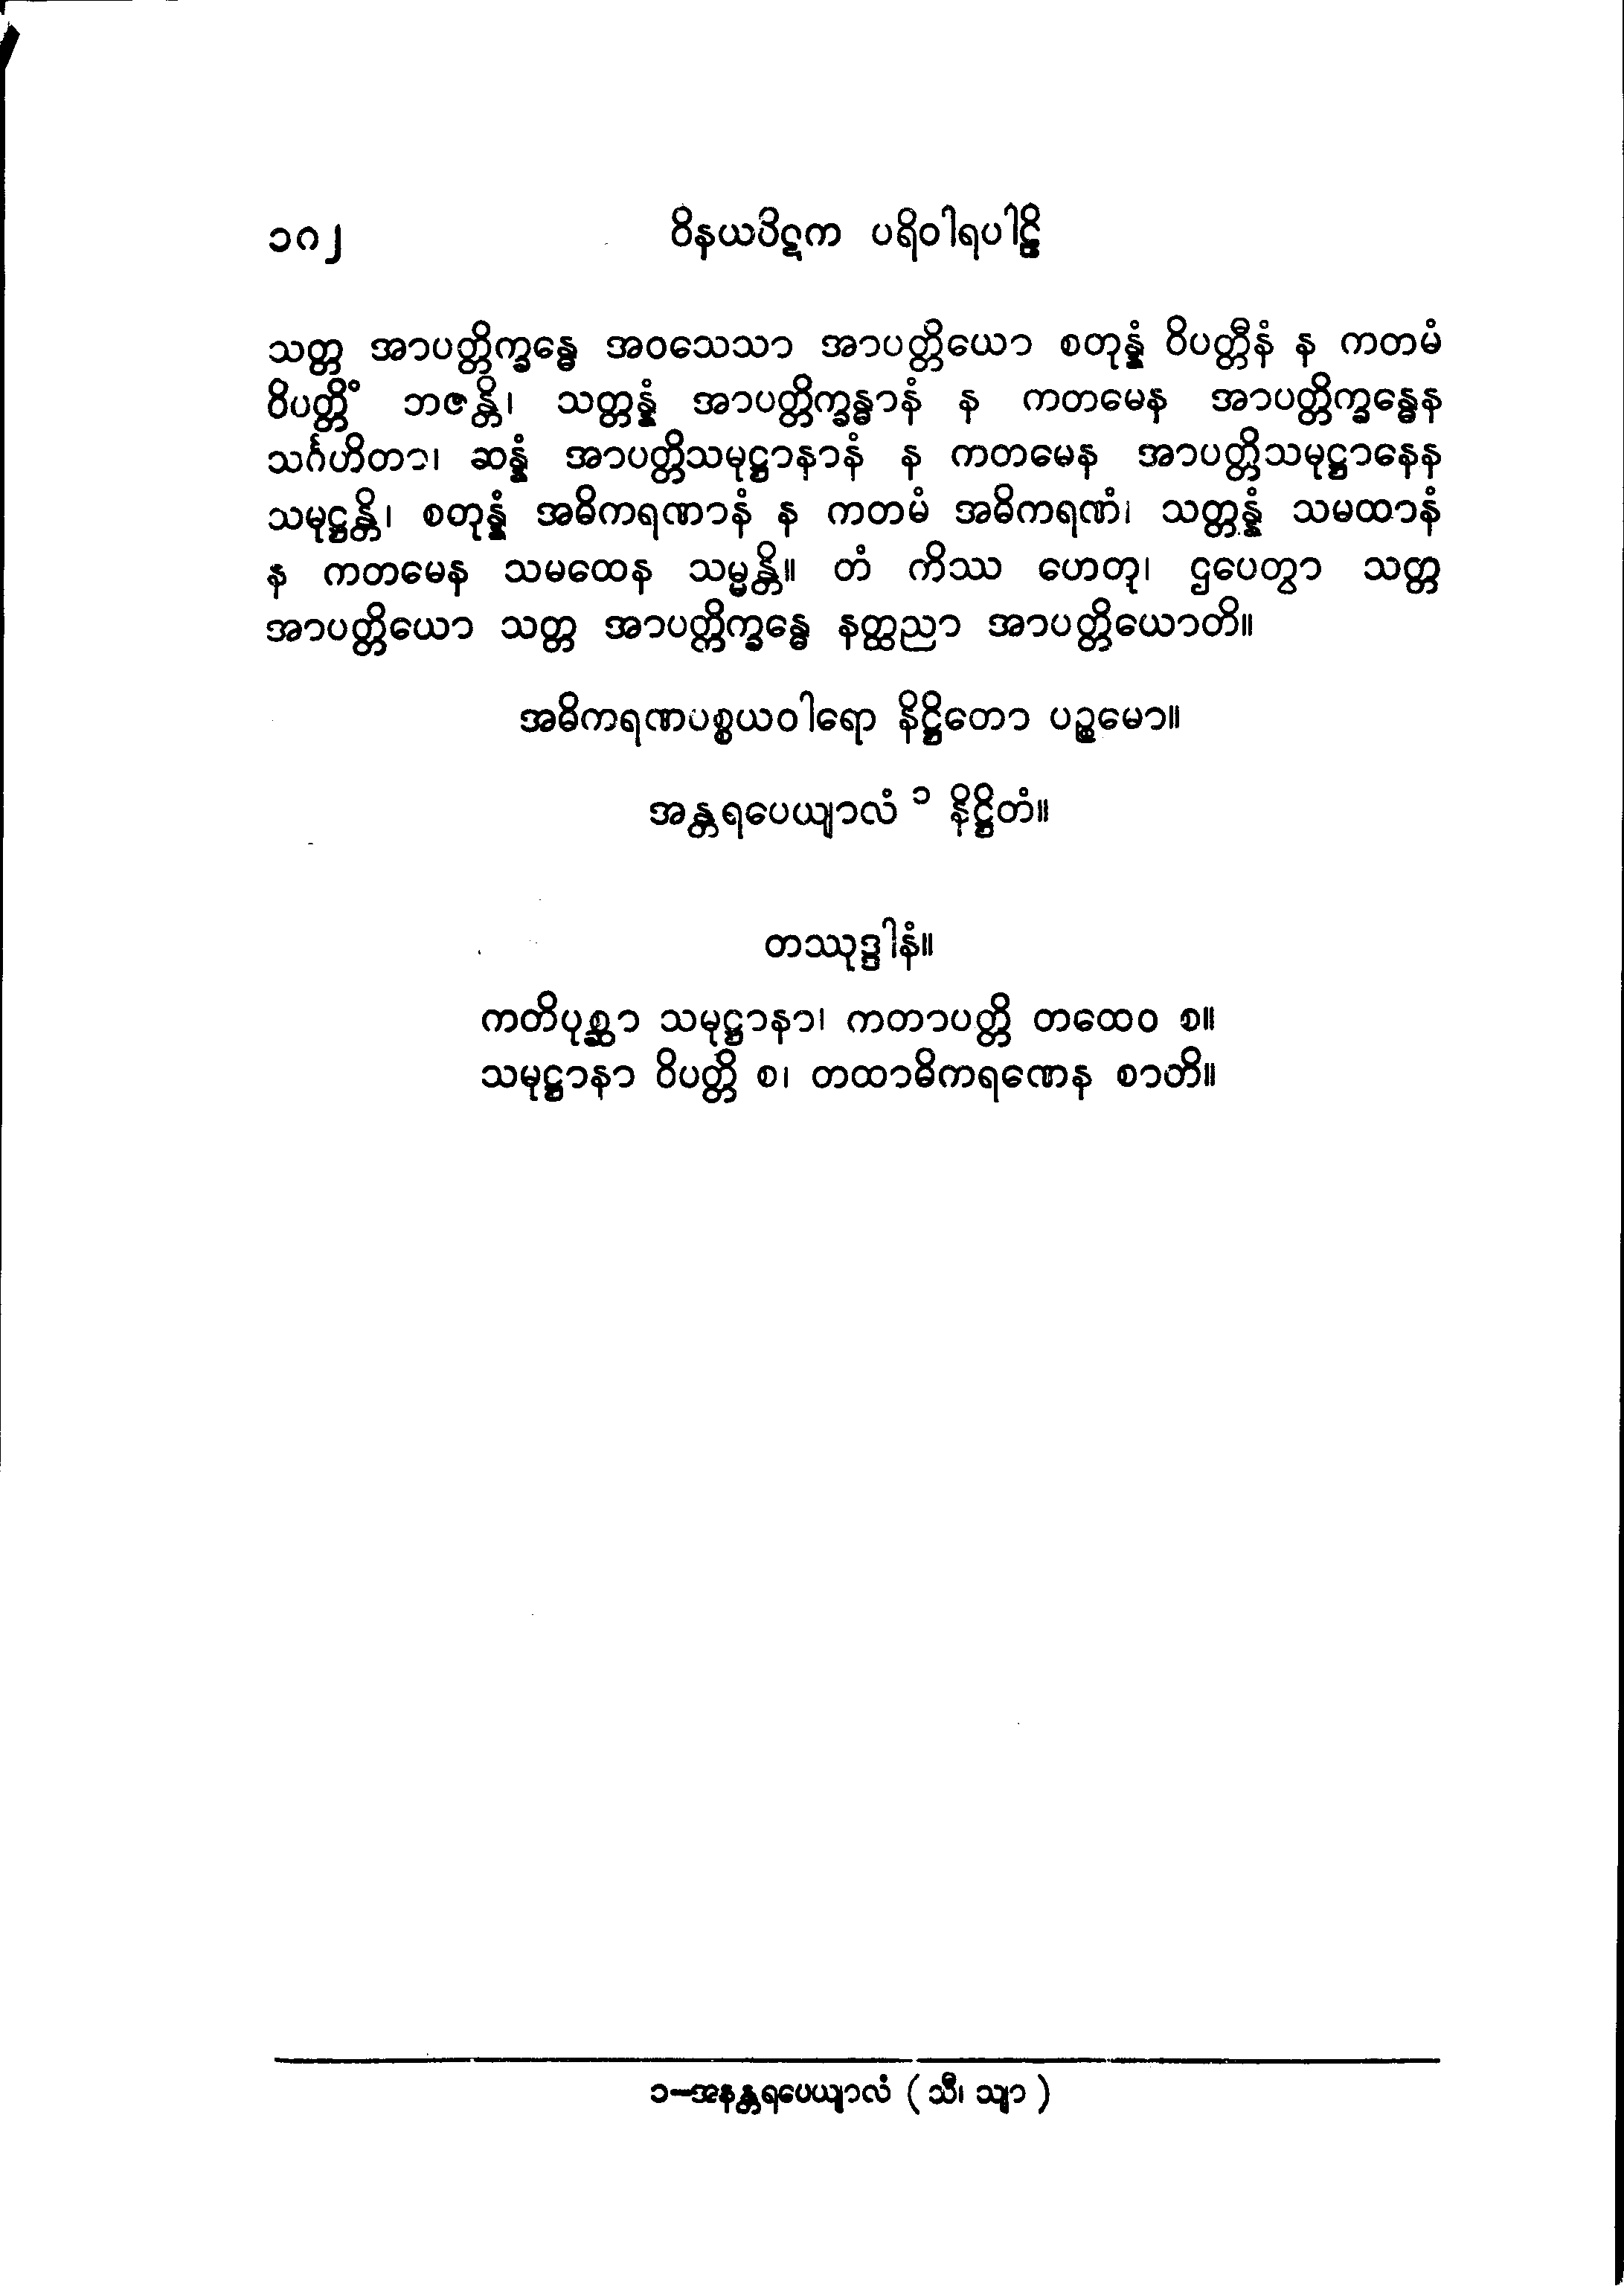 ၁၈၂ ဝိနယပိဋက ပရိဝါရပါဠိ
သတ္တ အာပတ္တိက္ခန္ဓေ အဝသေသာ အာပတ္တိယော စတုန္နံ ဝိပတ္တီနံ န ကတမံ
ဝိပတ္တိံ ဘဇန္တိ၊ သတ္တန္နံ အာပတ္တိက္ခန္ဓာနံ န ကတမေန အာပတ္တိက္ခန္ဓေန
သင်္ဂဟိတာ၊ ဆန္နံ အာပတ္တိသမုဋ္ဌာနာနံ န ကတမေန အာပတ္တိသမုဋ္ဌာနေန
သမုဋ္ဌန္တိ၊ စတုန္နံ အဓိကရဏာနံ န ကတမံ အဓိကရဏံ၊ သတ္တန္နံ သမထာနံ
န ကတမေန သမထေန သမ္မန္တိ။ တံ ကိဿ ဟေတု၊ ဌပေတွာ သတ္တ
အာပတ္တိယော သတ္တ အာပတ္တိက္ခန္ဓေ နတ္ထညာ အာပတ္တိယောတိ။
အဓိကရဏပစ္စယဝါရော နိဋ္ဌိတော ပဉ္စမော။
အန္တရပေယျာလံ ၁ နိဋ္ဌိတံ။
တဿုဒ္ဒါနံ။
ကတိပုစ္ဆာ သမုဋ္ဌာနာ၊ ကတာပတ္တိ တထေဝ စ။
သမုဋ္ဌာနာ ဝိပတ္တိ စ၊ တထာဓိကရဏေန စာတိ။
၁–အနန္တရပေယျာလံ ( သီ၊ သျာ )